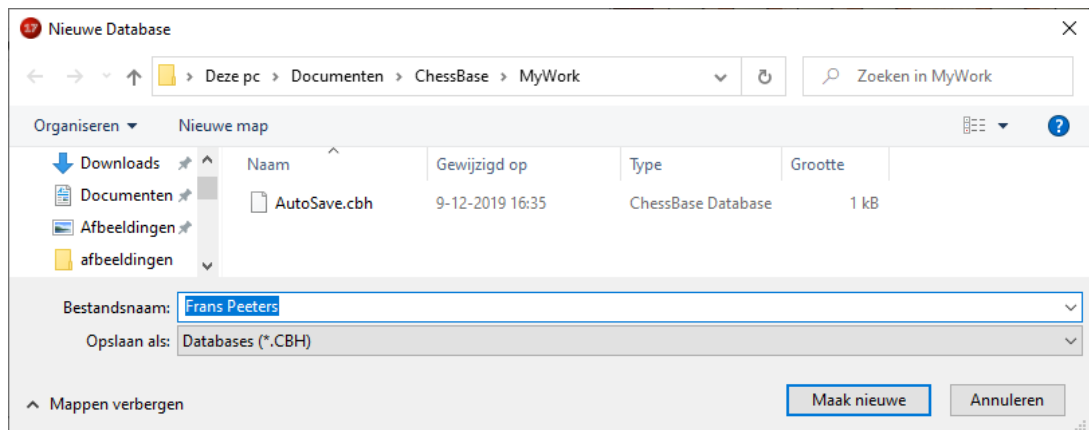 17 Nieuwe Database
Deze pc > Documenten > ChessBase > MyWork
Zoeken in MyWork
Organiseren Nieuwe map
Downloads
Documenten
Afbeeldingen
afbeeldingen
Naam Gewijzigd op Type Grootte
AutoSave.cbh 9-12-2019 16:35 ChessBase Database 1 kB
Bestandsnaam: Frans Peeters
Opslaan als: Databases (*.CBH)
Mappen verbergen
Maak nieuwe Annuleren